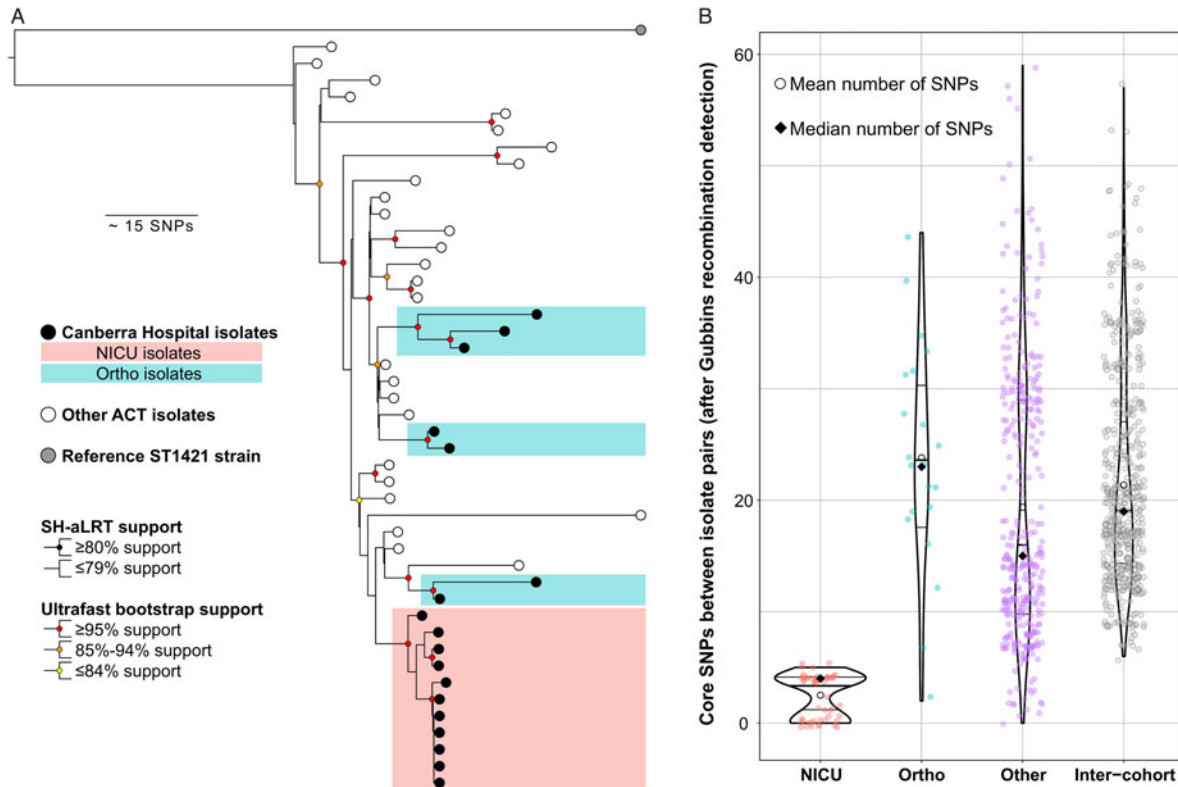 A
~ 15 SNPs
Canberra Hospital isolates
NICU isolates
Ortho isolates
Other ACT isolates
Reference ST1421 strain
SH-aLRT support
≥80% support
≤79% support
Ultrafast bootstrap support
≥95% support
85%-94% support
≤84% support
B
Core SNPs between isolate pairs (after Gubbins recombination detection)
60
40
20
0
Mean number of SNPs
Median number of SNPs
NICU
Ortho
Other
Inter-cohort